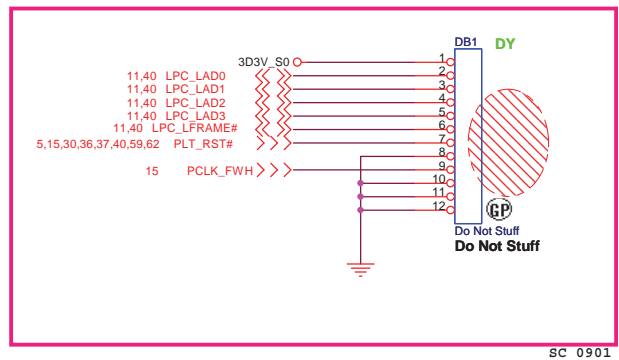 DB1 DY
3D3V_S0 1
11,40 LPC_LAD0 2
11,40 LPC_LAD1 3
11,40 LPC_LAD2 4
11,40 LPC_LAD3 5
11,40 LPC_LFRAME# 6
5,15,30,36,37,40,59,62 PLT_RST# 7
8
15 PCLK_FWH 9
10
11
12 GP
Do Not Stuff
Do Not Stuff
SC 0901